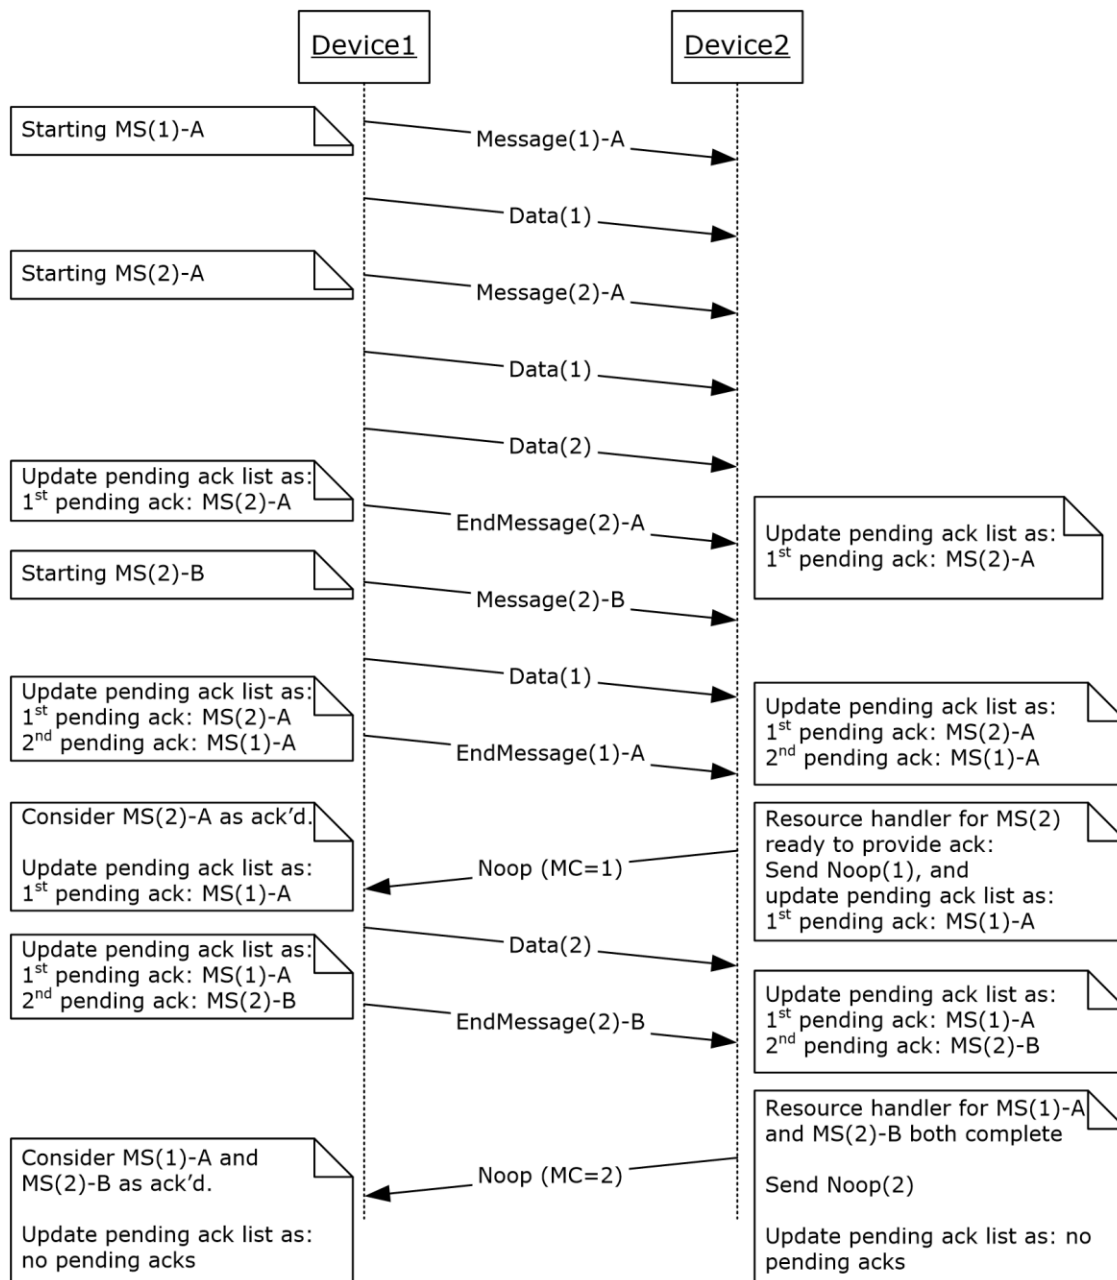 Device1
Device2
Starting MS(1)-A
Message(1)-A
Data(1)
Starting MS(2)-A
Message(2)-A
Data(1)
Data(2)
Update pending ack list as:
1st pending ack: MS(2)-A
EndMessage(2)-A
Update pending ack list as:
1st pending ack: MS(2)-A
Starting MS(2)-B
Message(2)-B
Data(1)
Update pending ack list as:
1st pending ack: MS(2)-A
2nd pending ack: MS(1)-A
EndMessage(1)-A
Update pending ack list as:
1st pending ack: MS(2)-A
2nd pending ack: MS(1)-A
Consider MS(2)-A as ack’d.
Update pending ack list as:
1st pending ack: MS(1)-A
Noop (MC=1)
Resource handler for MS(2)
ready to provide ack:
Send Noop(1), and
update pending ack list as:
1st pending ack: MS(1)-A
Data(2)
Update pending ack list as:
1st pending ack: MS(1)-A
2nd pending ack: MS(2)-B
EndMessage(2)-B
Update pending ack list as:
1st pending ack: MS(1)-A
2nd pending ack: MS(2)-B
Resource handler for MS(1)-A
and MS(2)-B both complete
Send Noop(2)
Update pending ack list as: no
pending acks
Noop (MC=2)
Consider MS(1)-A and
MS(2)-B as ack’d.
Update pending ack list as:
no pending acks